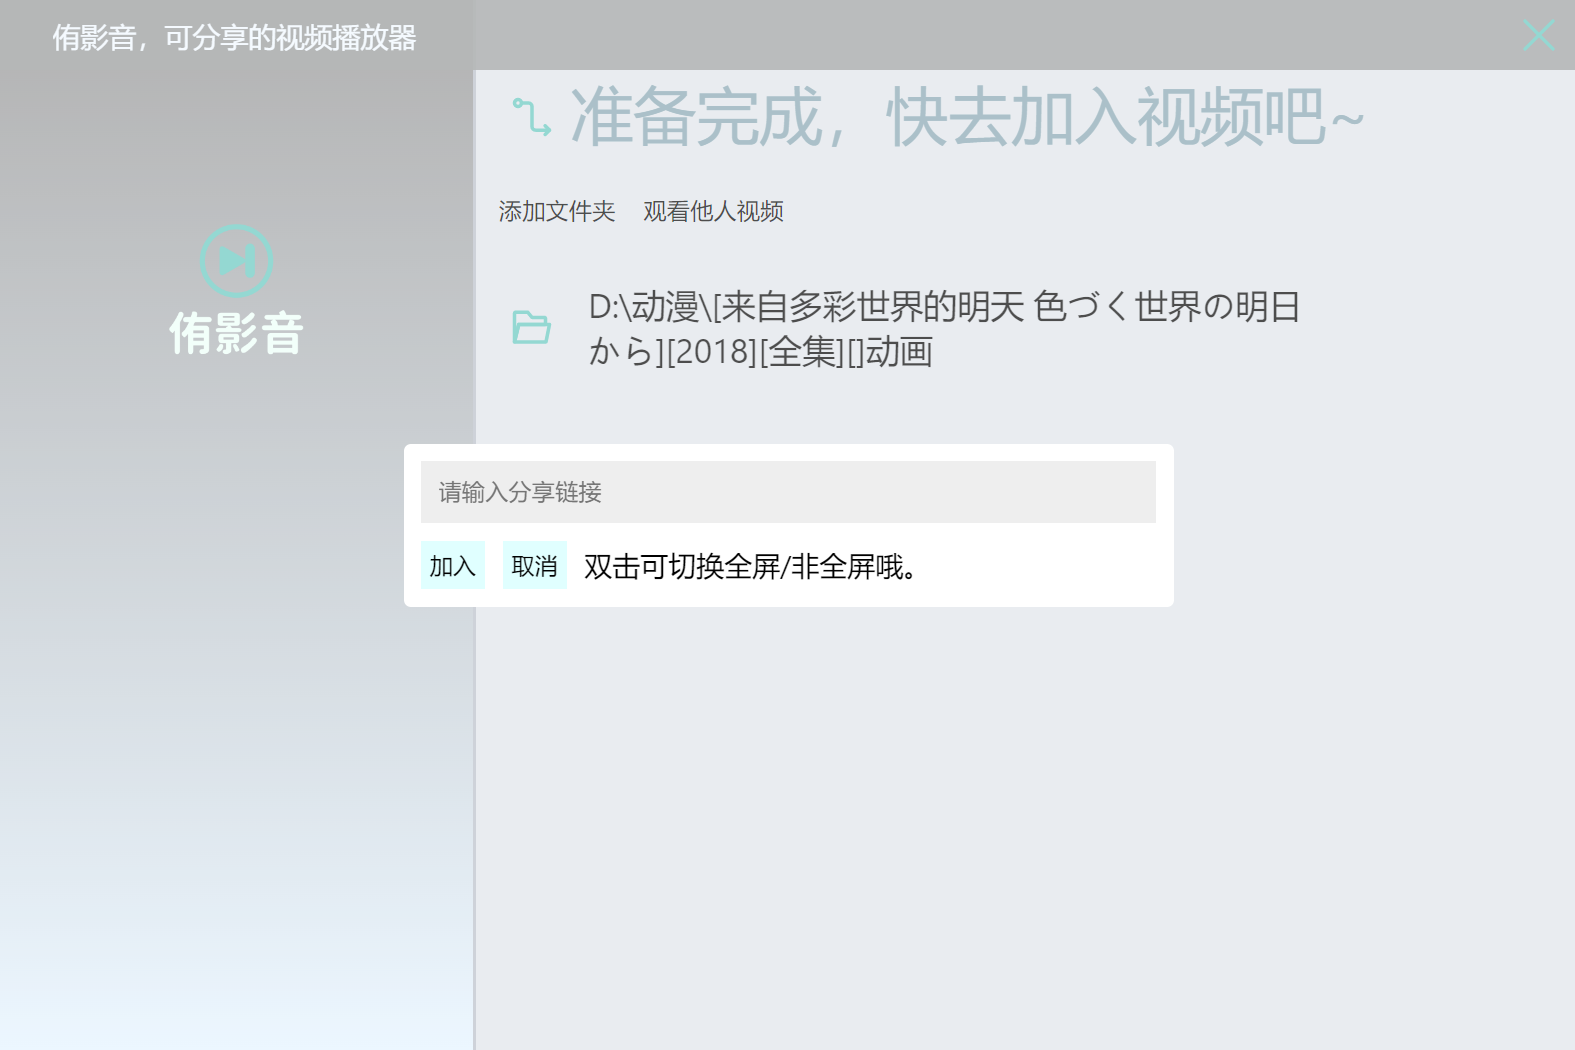 侑影音，可分享的视频播放器
侑影音
准备完成，快去加入视频吧~
添加文件夹 观看他人视频
D:\动漫\[来自多彩世界的明天 色づく世界の明日
から][2018][全集][]动画
请输入分享链接
加入 取消 双击可切换全屏/非全屏哦。